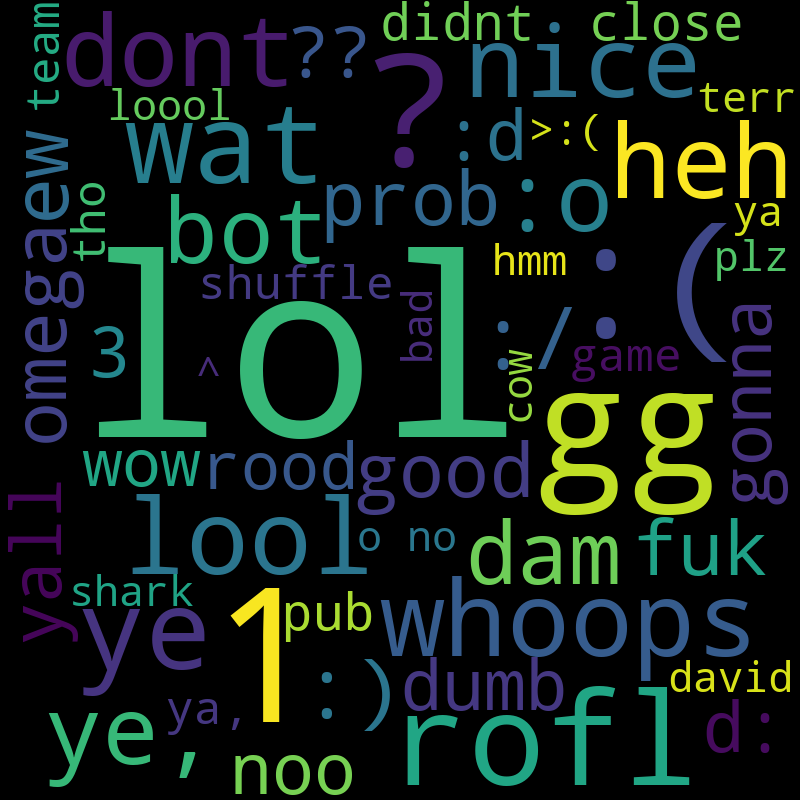 team
dont
??
?
didnt
close
nice
terr
loool
wat
:d
>:(
heh
omegaew
tho
bot
prob
:o
ya
shuffle
hmm
:(
plz
lol
3
^
bad
:/
game
cow
gonna
gg
wow
rood
good
yall
lool
o no
dam
fuk
shark
ye
1
pub
whoops
:)
dumb
david
ya,
ye,
noo
rofl
d: